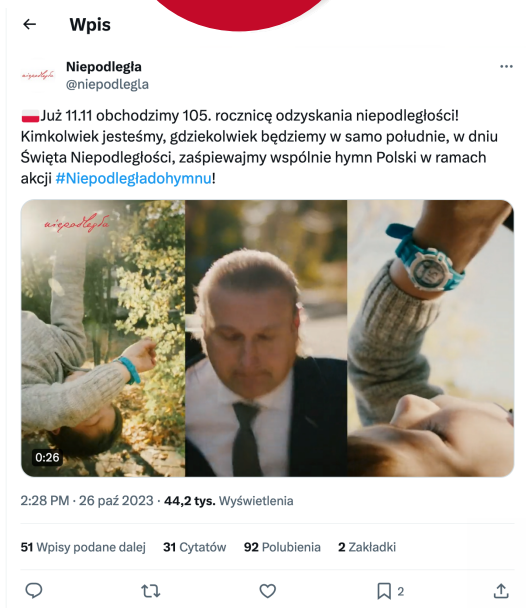 Wpis
niepodległa
Niepodległa
@niepodlegla
🇵🇱Już 11.11 obchodzimy 105. rocznicę odzyskania niepodległości!
Kimkolwiek jesteśmy, gdziekolwiek będziemy w samo południe, w dniu
Święta Niepodległości, zaśpiewajmy wspólnie hymn Polski w ramach
akcji #Niepodległadohymnu!
niepodległa
0:26
2:28 PM · 26 paź 2023 · 44,2 tys. Wyświetlenia
51 Wpisy podane dalej 31 Cytatów 92 Polubienia 2 Zakładki
2